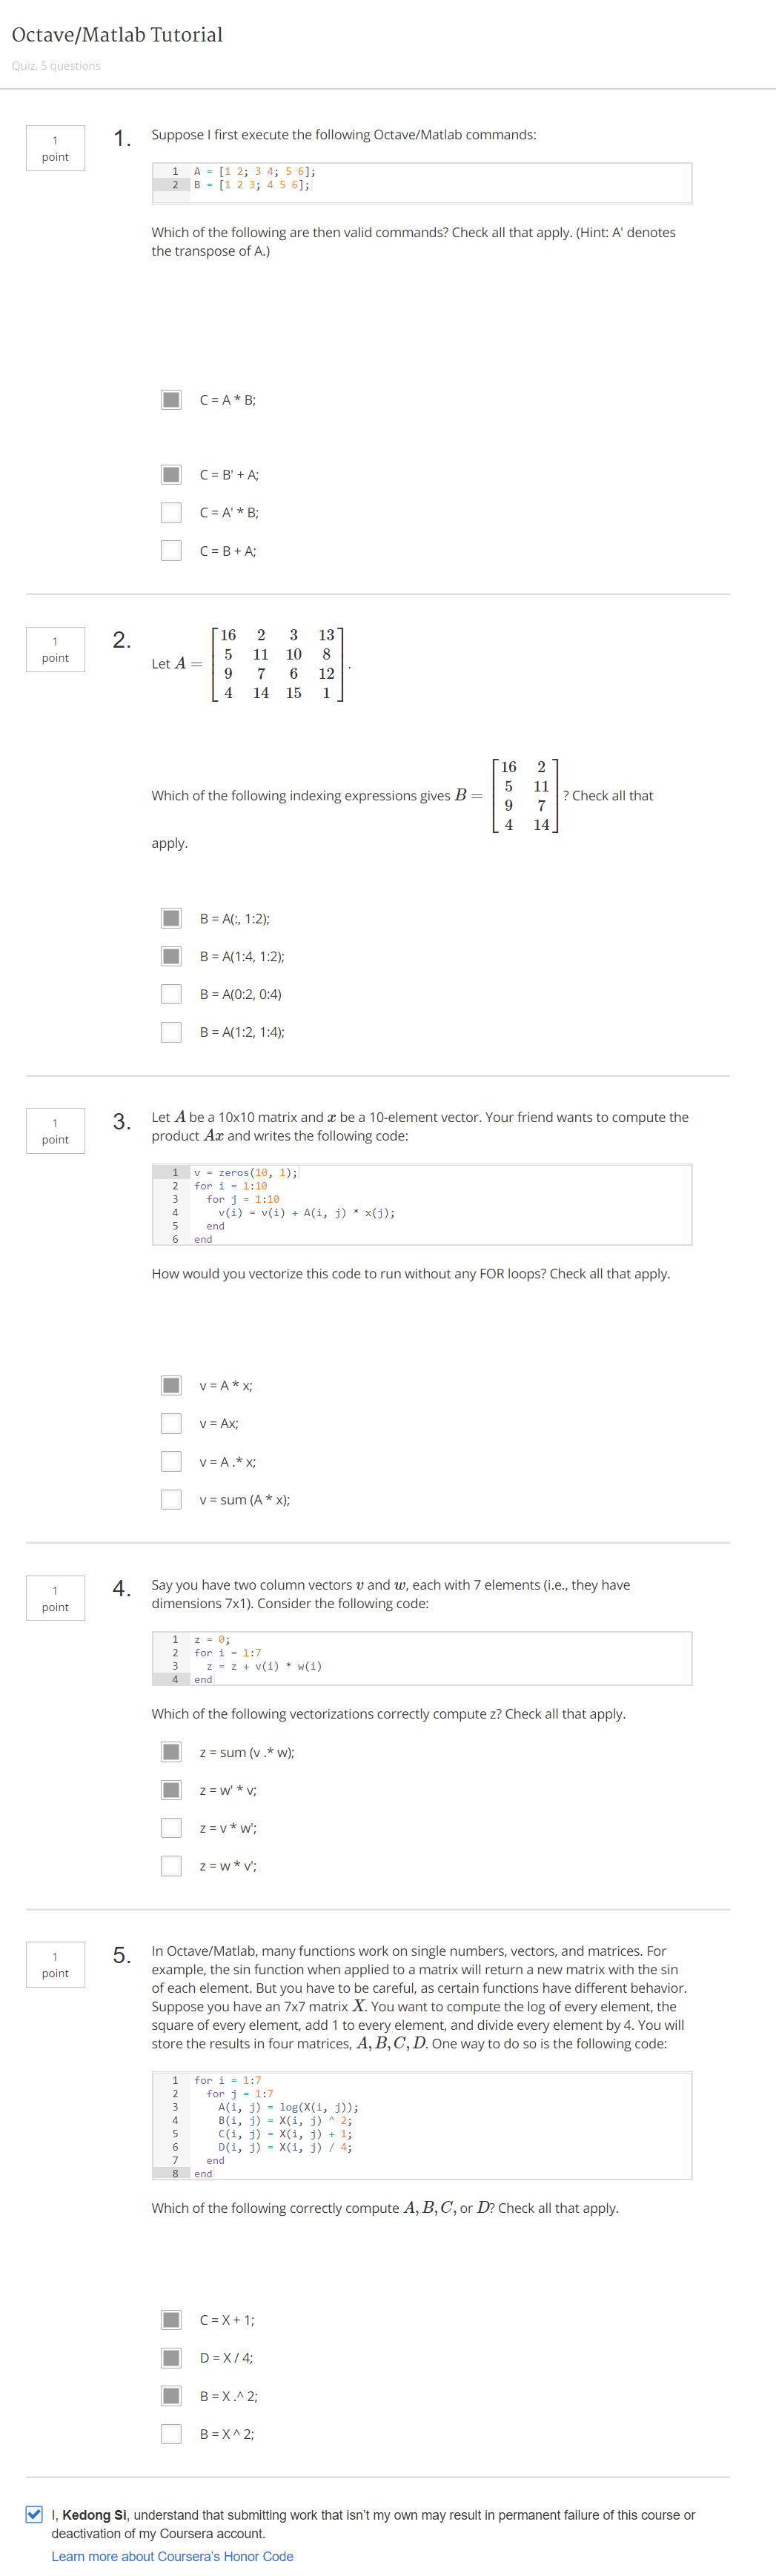 Octave/Matlab Tutorial
Quiz, 5 questions
1
point
1.
Suppose I first execute the following Octave/Matlab commands:
1 A = [1 2; 3 4; 5 6];
2 B = [1 2 3; 4 5 6];
Which of the following are then valid commands? Check all that apply. (Hint: A' denotes
the transpose of A.)
C = A * B;
C = B' + A;
C = A' * B;
C = B + A;
1
point
2.
Let A =
16 2 3 13
5 11 10 8
9 7 6 12
4 14 15 1
.
Which of the following indexing expressions gives B =
16 2
5 11
9 7
4 14
? Check all that
apply.
B = A(:, 1:2);
B = A(1:4, 1:2);
B = A(0:2, 0:4)
B = A(1:2, 1:4);
1
point
3.
Let A be a 10x10 matrix and x be a 10-element vector. Your friend wants to compute the
product Ax and writes the following code:
1 v = zeros(10, 1);
2 for i = 1:10
3 for j = 1:10
4 v(i) = v(i) + A(i, j) * x(j);
5 end
6 end
How would you vectorize this code to run without any FOR loops? Check all that apply.
v = A * x;
v = Ax;
v = A .* x;
v = sum (A * x);
1
point
4.
Say you have two column vectors v and w, each with 7 elements (i.e., they have
dimensions 7x1). Consider the following code:
1 z = 0;
2 for i = 1:7
3 z = z + v(i) * w(i)
4 end
Which of the following vectorizations correctly compute z? Check all that apply.
z = sum (v .* w);
z = w' * v;
z = v * w';
z = w * v';
1
point
5.
In Octave/Matlab, many functions work on single numbers, vectors, and matrices. For
example, the sin function when applied to a matrix will return a new matrix with the sin
of each element. But you have to be careful, as certain functions have different behavior.
Suppose you have an 7x7 matrix X. You want to compute the log of every element, the
square of every element, add 1 to every element, and divide every element by 4. You will
store the results in four matrices, A, B, C, D. One way to do so is the following code:
1 for i = 1:7
2 for j = 1:7
3 A(i, j) = log(X(i, j));
4 B(i, j) = X(i, j) ^ 2;
5 C(i, j) = X(i, j) + 1;
6 D(i, j) = X(i, j) / 4;
7 end
8 end
Which of the following correctly compute A, B, C, or D? Check all that apply.
C = X + 1;
D = X / 4;
B = X .^ 2;
B = X ^ 2;
I, Kedong Si, understand that submitting work that isn't my own may result in permanent failure of this course or
deactivation of my Coursera account.
Learn more about Coursera's Honor Code